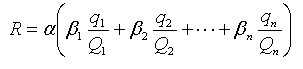 R = α(β₁ q₁/Q₁ + β₂ q₂/Q₂ + ⋯ + βₙ qₙ/Qₙ)